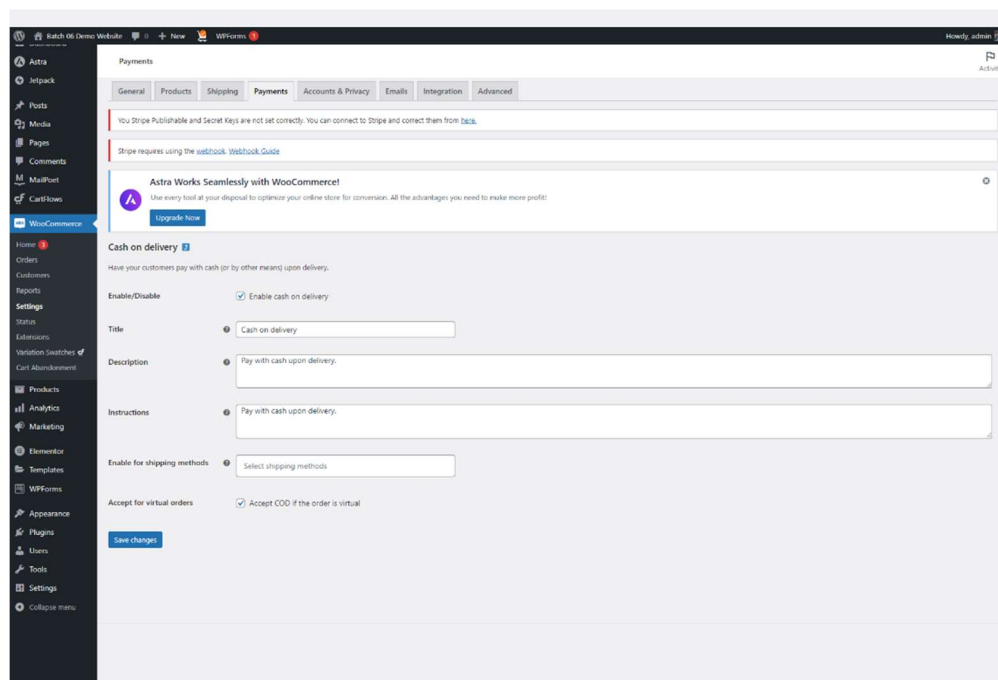 Batch 06 Demo Website 0 + New WPForms 1
Howdy, admin
Astra
Jetpack
Posts
Media
Pages
Comments
MailPoet
CartFlows
WooCommerce
Home 3
Orders
Customers
Reports
Settings
Status
Extensions
Variation Swatches
Cart Abandonment
Products
Analytics
Marketing
Elementor
Templates
WPForms
Appearance
Plugins
Users
Tools
Settings
Collapse menu
Payments
Activit
General Products Shipping Payments Accounts & Privacy Emails Integration Advanced
You Stripe Publishable and Secret Keys are not set correctly. You can connect to Stripe and correct them from here.
Stripe requires using the webhook. Webhook Guide
Astra Works Seamlessly with WooCommerce!
Use every tool at your disposal to optimize your online store for conversion. All the advantages you need to make more profit!
Upgrade Now
Cash on delivery
Have your customers pay with cash (or by other means) upon delivery.
Enable/Disable Enable cash on delivery
Title Cash on delivery
Description Pay with cash upon delivery.
Instructions Pay with cash upon delivery.
Enable for shipping methods Select shipping methods
Accept for virtual orders Accept COD if the order is virtual
Save changes